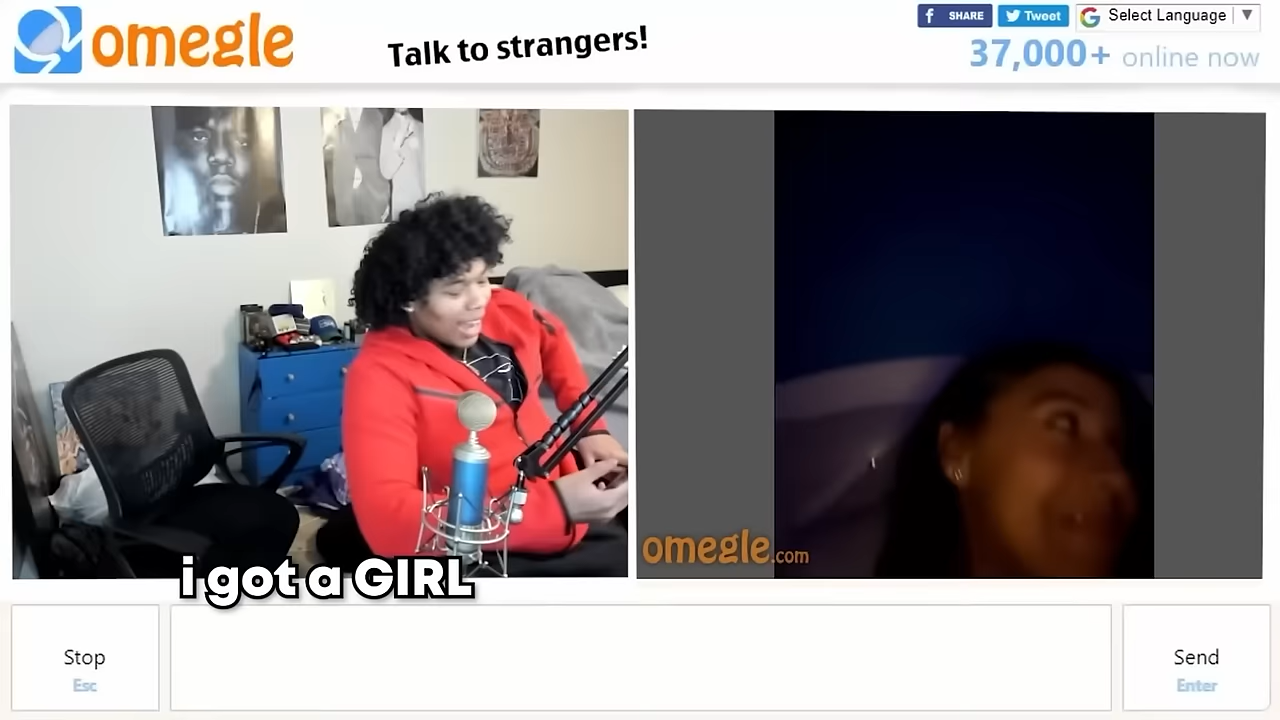 omegle
Talk to strangers!
f SHARE
Tweet
G Select Language ▼
37,000+ online now
omegle.com
i got a GIRL
Stop
Esc
Send
Enter